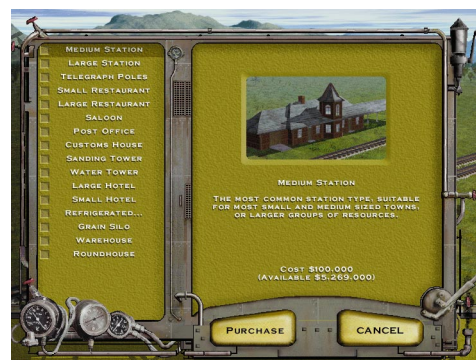 MEDIUM STATION
LARGE STATION
TELEGRAPH POLES
SMALL RESTAURANT
LARGE RESTAURANT
SALOON
POST OFFICE
CUSTOMS HOUSE
SANDING TOWER
WATER TOWER
LARGE HOTEL
SMALL HOTEL
REFRIGERATED...
GRAIN SILO
WAREHOUSE
ROUNDHOUSE
MEDIUM STATION
THE MOST COMMON STATION TYPE, SUITABLE
FOR MOST SMALL AND MEDIUM SIZED TOWNS,
OR LARGER GROUPS OF RESOURCES.
COST $100,000
(AVAILABLE $5,269,000)
PURCHASE
CANCEL